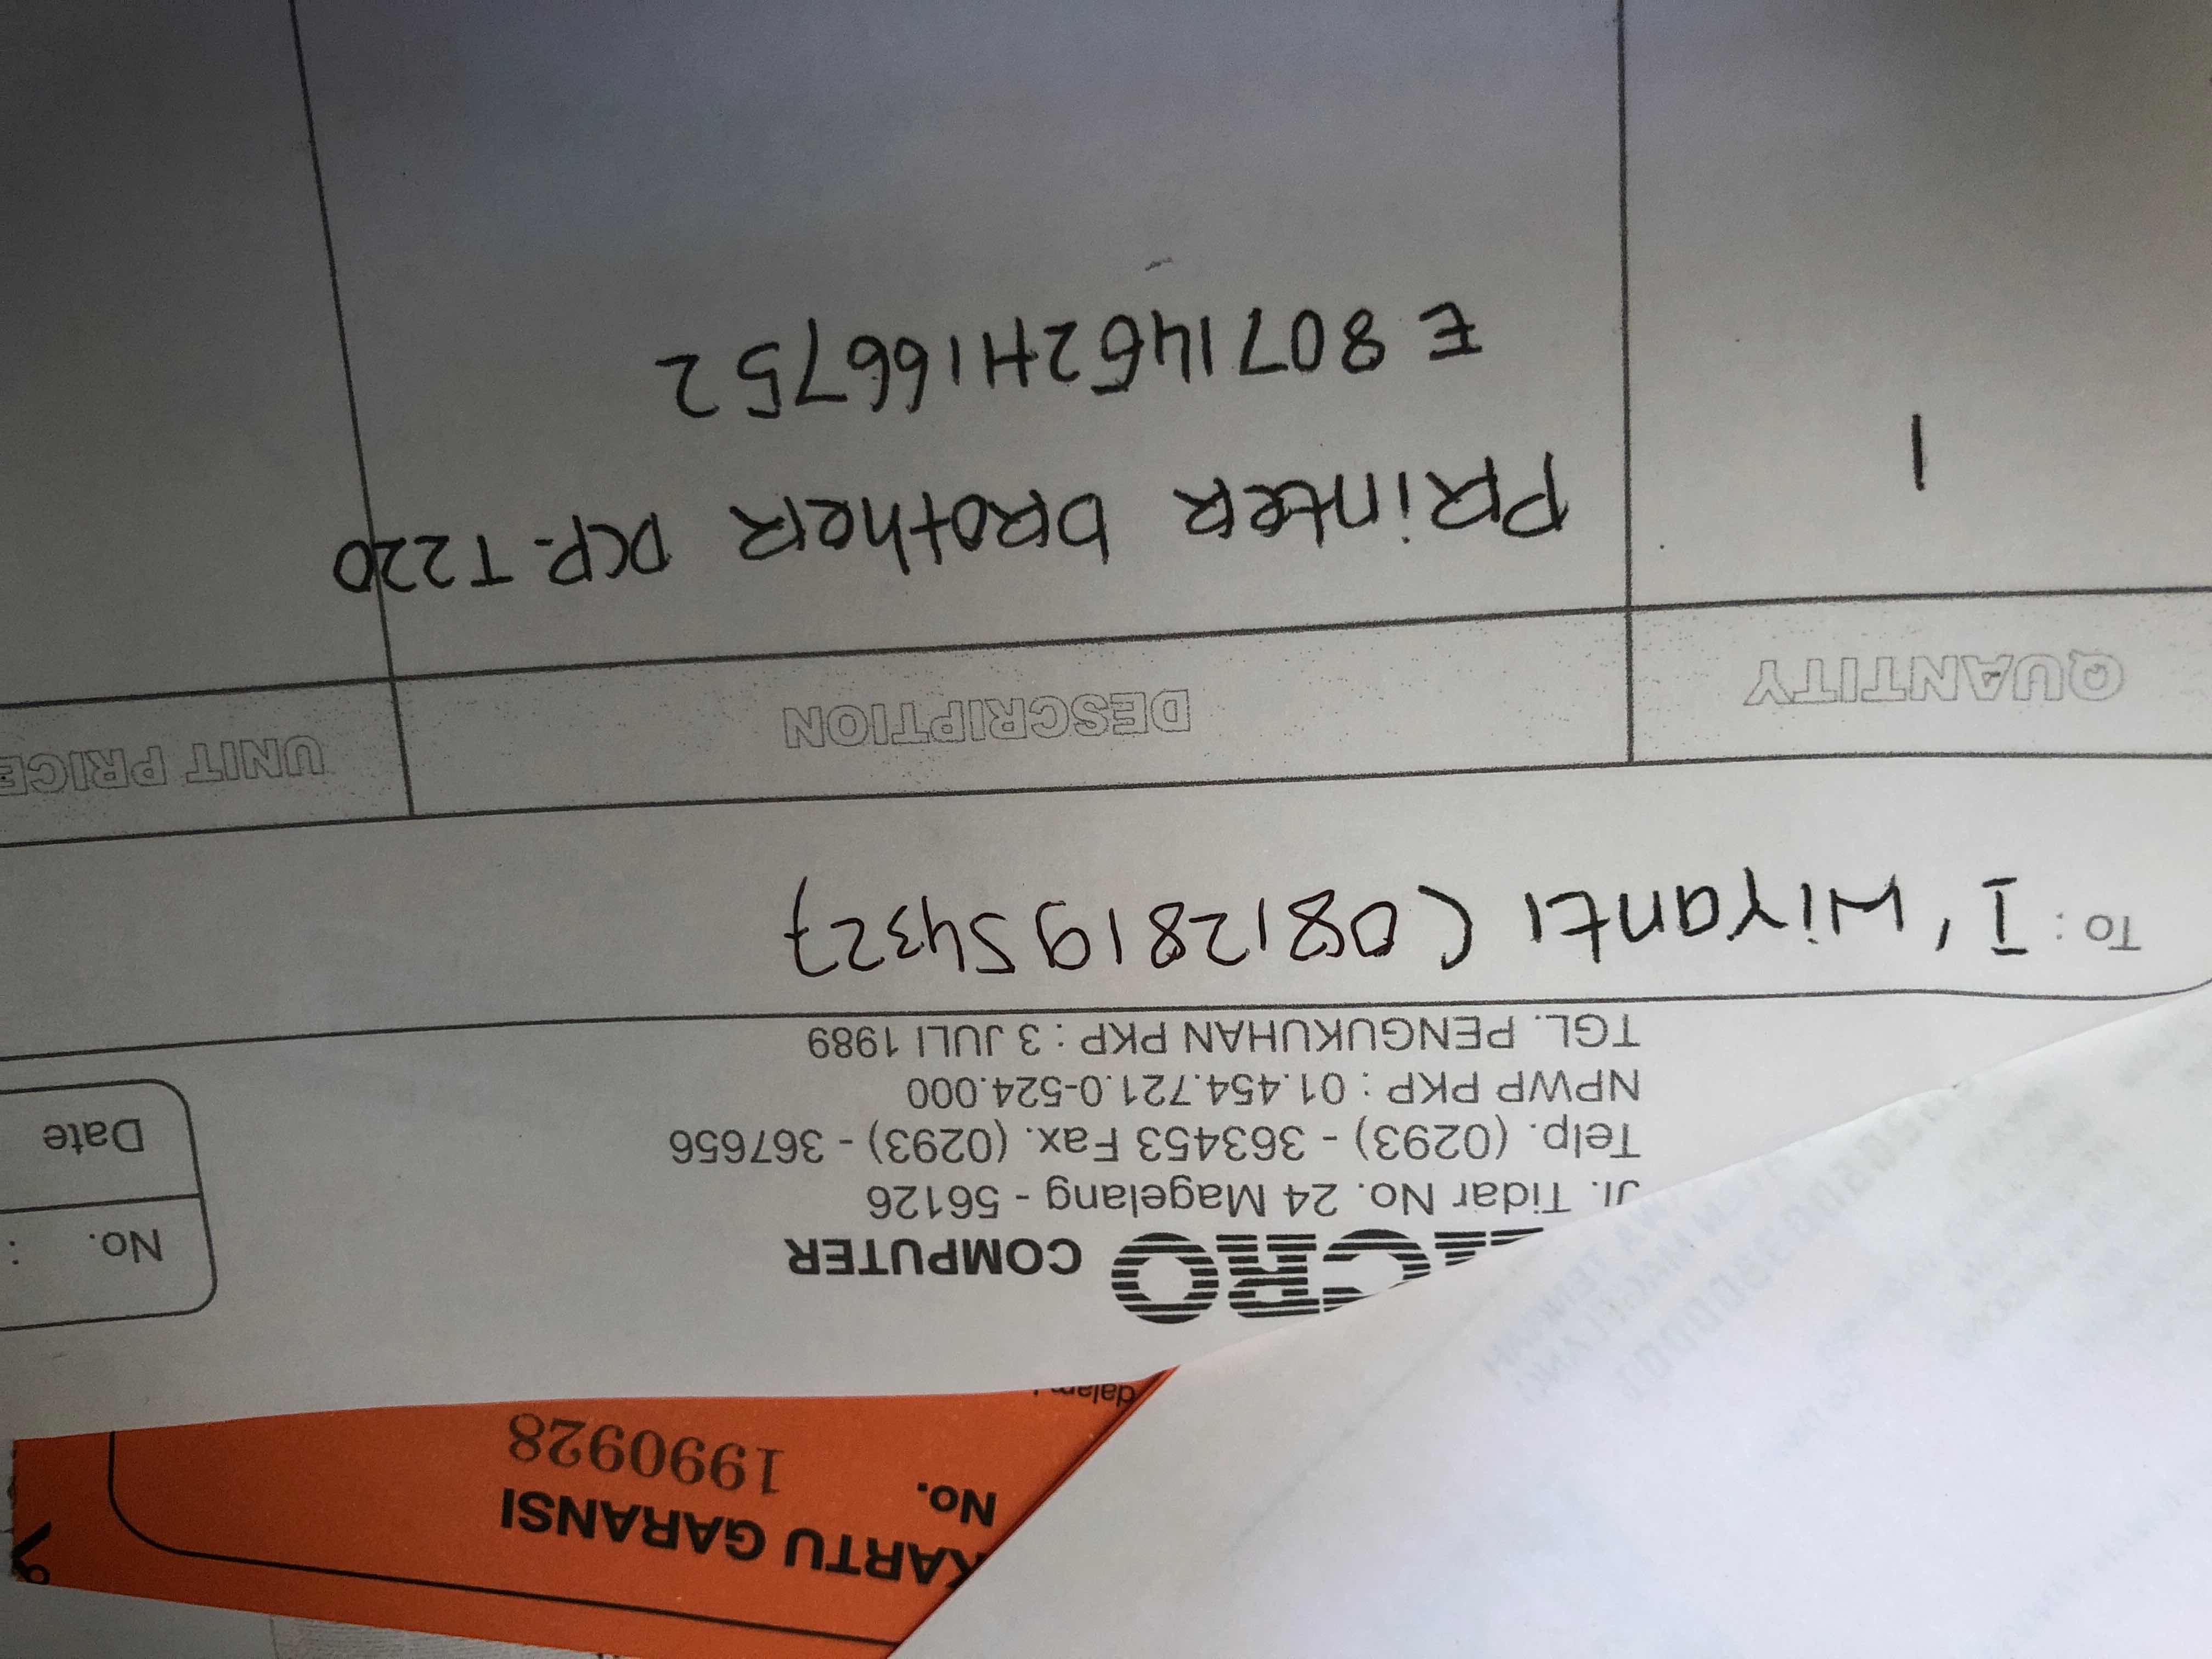 KARTU GARANSI
No. 1990928
COMPUTER
Jl. Tidar No. 24 Magelang - 56126
Telp. (0293) - 363453 Fax. (0293) - 367656
NPWP PKP : 01.454.721.0-524.000
TGL. PENGUKUHAN PKP : 3 JULI 1989
No. :
Date
TO : I, Wiyanti (081281954327)
QUANTITY DESCRIPTION UNIT PRICE
1 PRinteR bRotheR DCP-T220
E8071462H166752